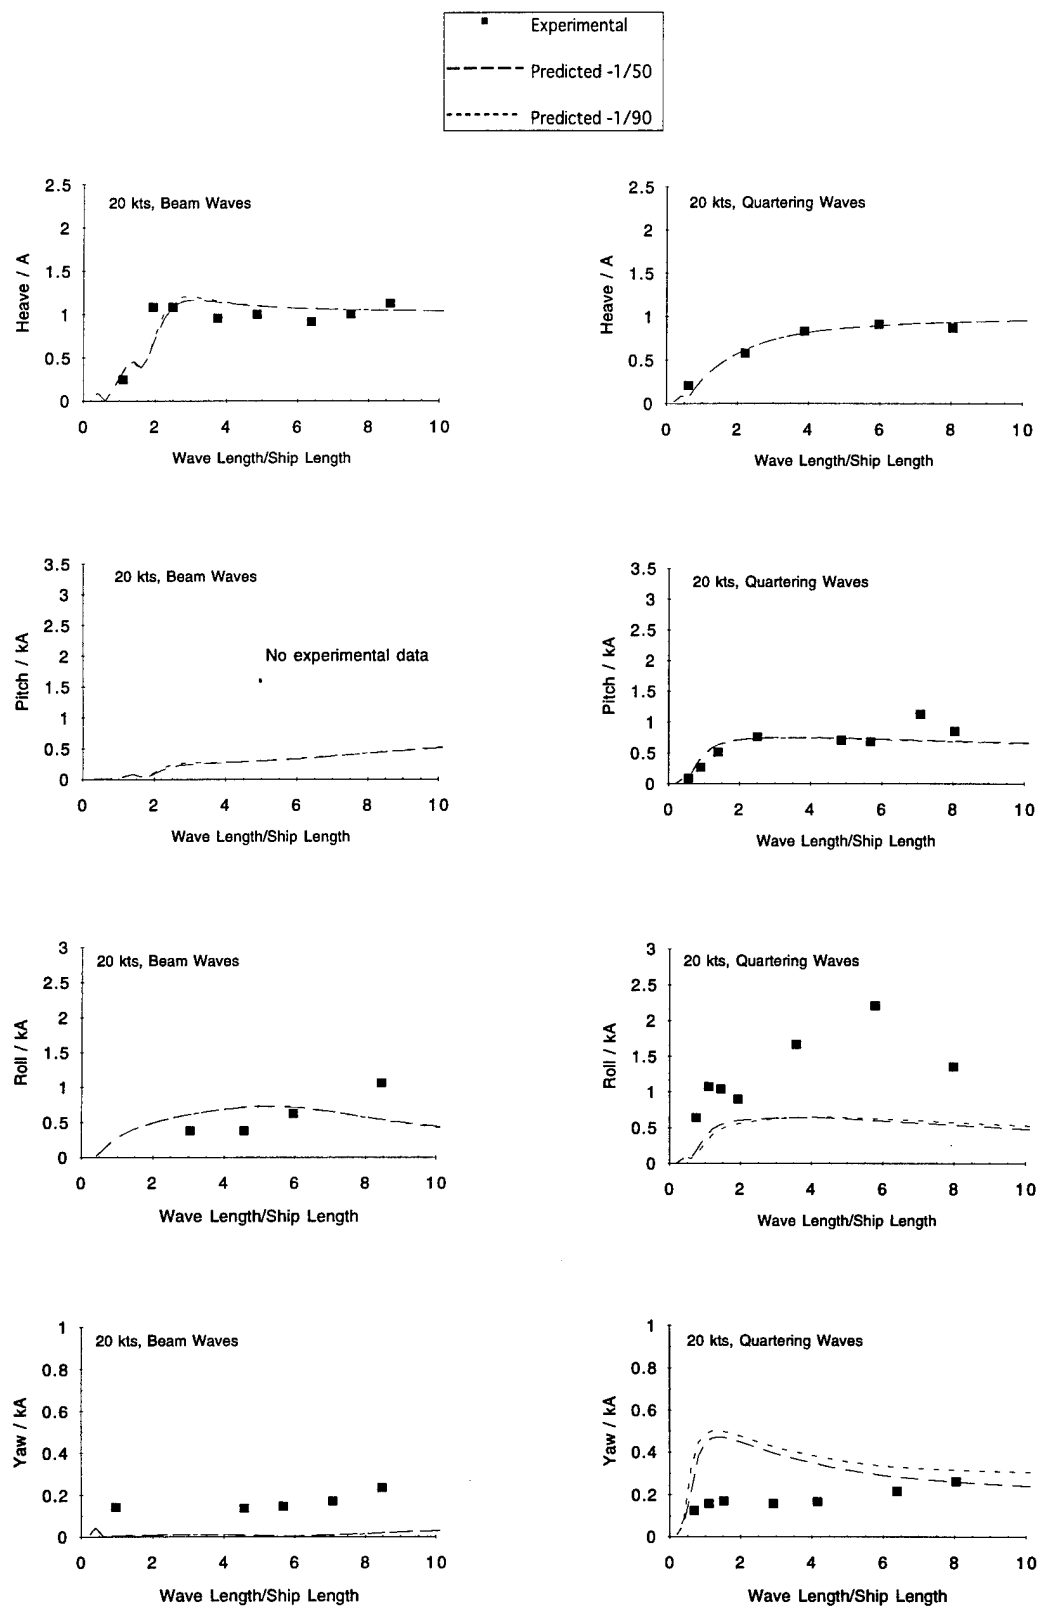 Experimental
Predicted -1/50
Predicted -1/90
2.5
2
1.5
1
0.5
0
20 kts, Beam Waves
Heave / A
0 2 4 6 8 10
Wave Length/Ship Length
2.5
2
1.5
1
0.5
0
20 kts, Quartering Waves
Heave / A
0 2 4 6 8 10
Wave Length/Ship Length
3.5
3
2.5
2
1.5
1
0.5
0
20 kts, Beam Waves
No experimental data
Pitch / kA
0 2 4 6 8 10
Wave Length/Ship Length
3.5
3
2.5
2
1.5
1
0.5
0
20 kts, Quartering Waves
Pitch / kA
0 2 4 6 8 10
Wave Length/Ship Length
3
2.5
2
1.5
1
0.5
0
20 kts, Beam Waves
Roll / kA
0 2 4 6 8 10
Wave Length/Ship Length
3
2.5
2
1.5
1
0.5
0
20 kts, Quartering Waves
Roll / kA
0 2 4 6 8 10
Wave Length/Ship Length
1
0.8
0.6
0.4
0.2
0
20 kts, Beam Waves
Yaw / kA
0 2 4 6 8 10
Wave Length/Ship Length
1
0.8
0.6
0.4
0.2
0
20 kts, Quartering Waves
Yaw / kA
0 2 4 6 8 10
Wave Length/Ship Length